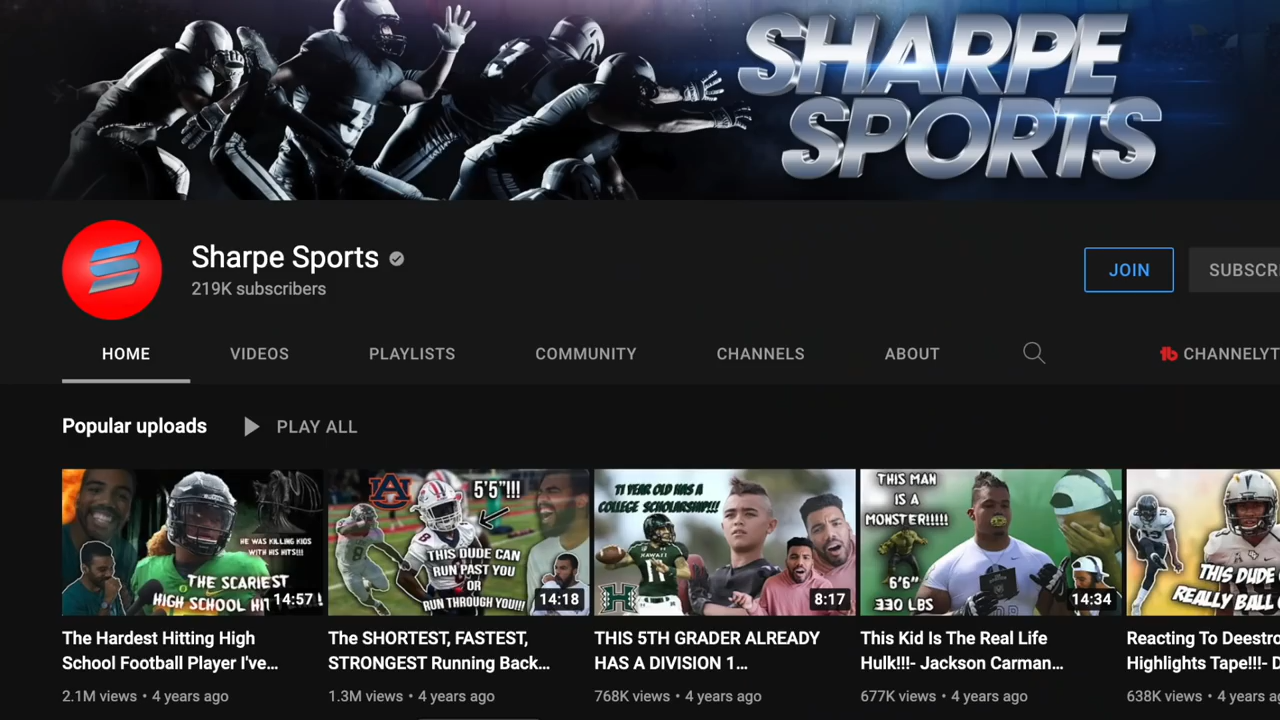 SHARPE
SPORTS
Sharpe Sports
219K subscribers
JOIN
SUBSCR
HOME
VIDEOS
PLAYLISTS
COMMUNITY
CHANNELS
ABOUT
CHANNELYT
Popular uploads
PLAY ALL
HE WAS KILLING KIDS
WITH HIS HITS!!!
THE SCARIEST
HIGH SCHOOL HIT
14:57
5'5"!!!
THIS DUDE CAN
RUN PAST YOU
OR
RUN THROUGH YOU!!!
14:18
11 YEAR OLD HAS A
COLLEGE SCHOLARSHIP!!!
HAWAII
11
8:17
THIS MAN
IS A
MONSTER!!!!!
6'6"
330 LBS
14:34
THIS DUDE
REALLY BALL
The Hardest Hitting High
School Football Player I've...
2.1M views • 4 years ago
The SHORTEST, FASTEST,
STRONGEST Running Back...
1.3M views • 4 years ago
THIS 5TH GRADER ALREADY
HAS A DIVISION 1...
768K views • 4 years ago
This Kid Is The Real Life
Hulk!!!- Jackson Carman...
677K views • 4 years ago
Reacting To Deestro
Highlights Tape!!!- D
638K views • 4 years ag